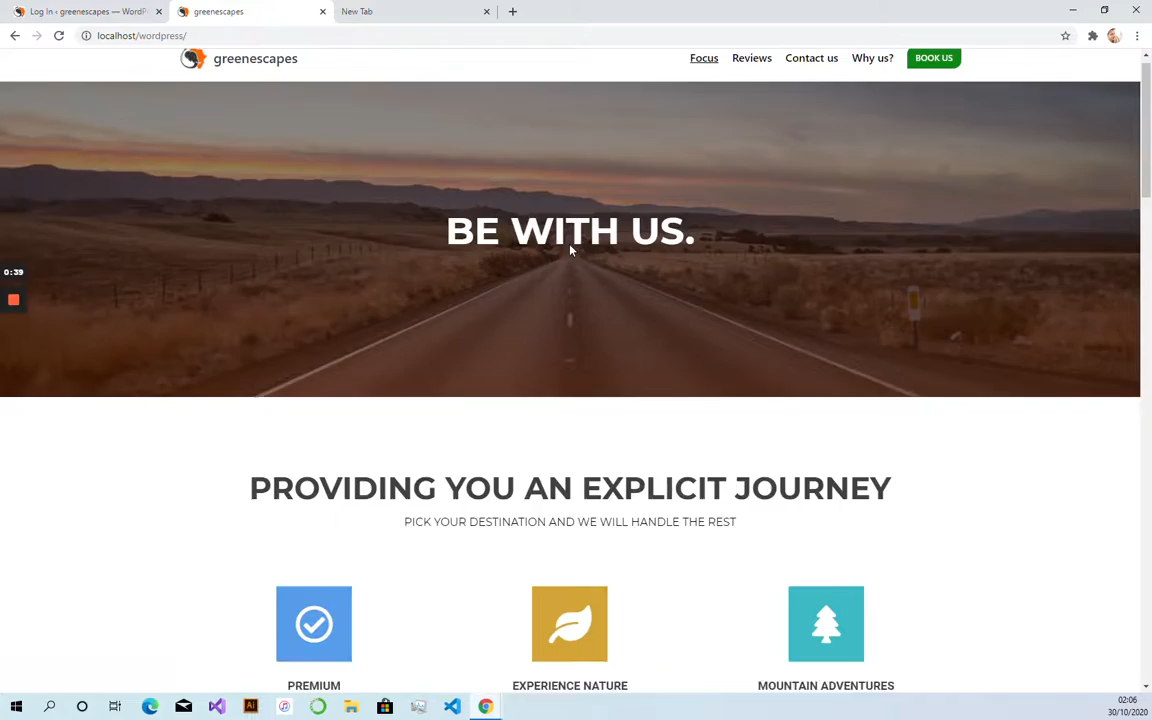 Log In ‹ greenescapes — WordPr
greenescapes
New Tab
localhost/wordpress/
greenescapes
Focus
Reviews
Contact us
Why us?
BOOK US
BE WITH US.
0:39
PROVIDING YOU AN EXPLICIT JOURNEY
PICK YOUR DESTINATION AND WE WILL HANDLE THE REST
PREMIUM
EXPERIENCE NATURE
MOUNTAIN ADVENTURES
Ai
02:06
30/10/2020